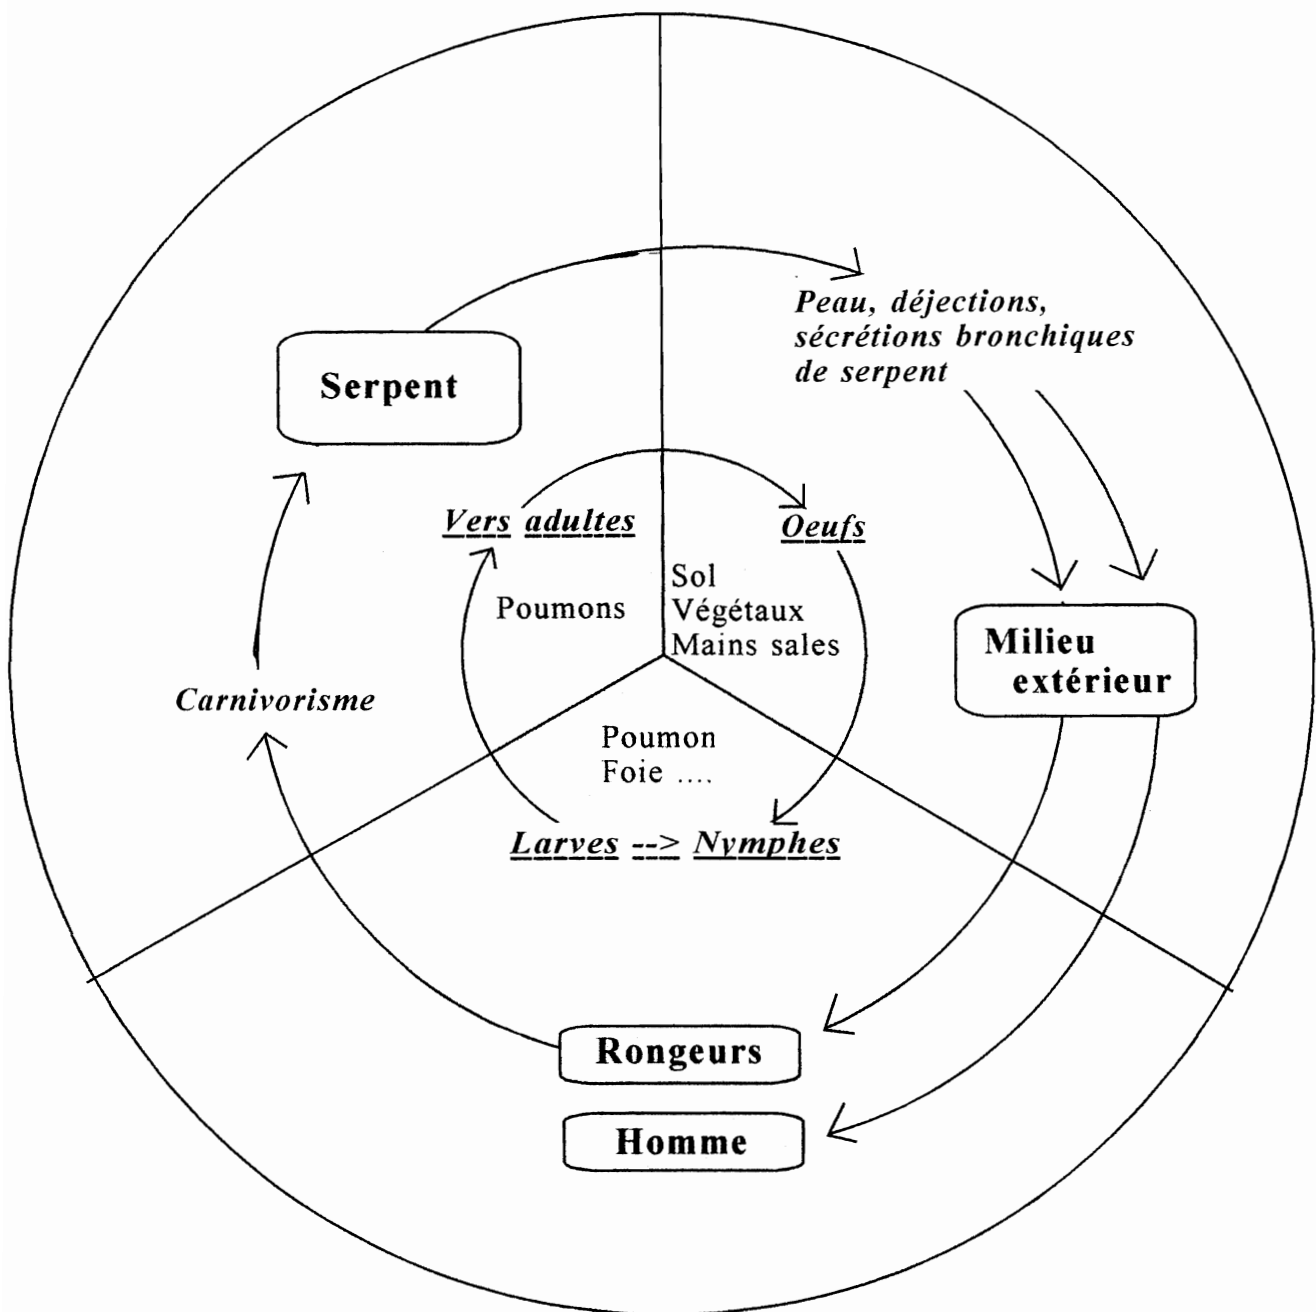 Peau, déjections,
sécrétions bronchiques
de serpent
Serpent
Vers adultes
Oeufs
Sol
Végétaux
Mains sales
Poumons
Milieu
extérieur
Carnivorisme
Poumon
Foie ....
Larves --> Nymphes
Rongeurs
Homme